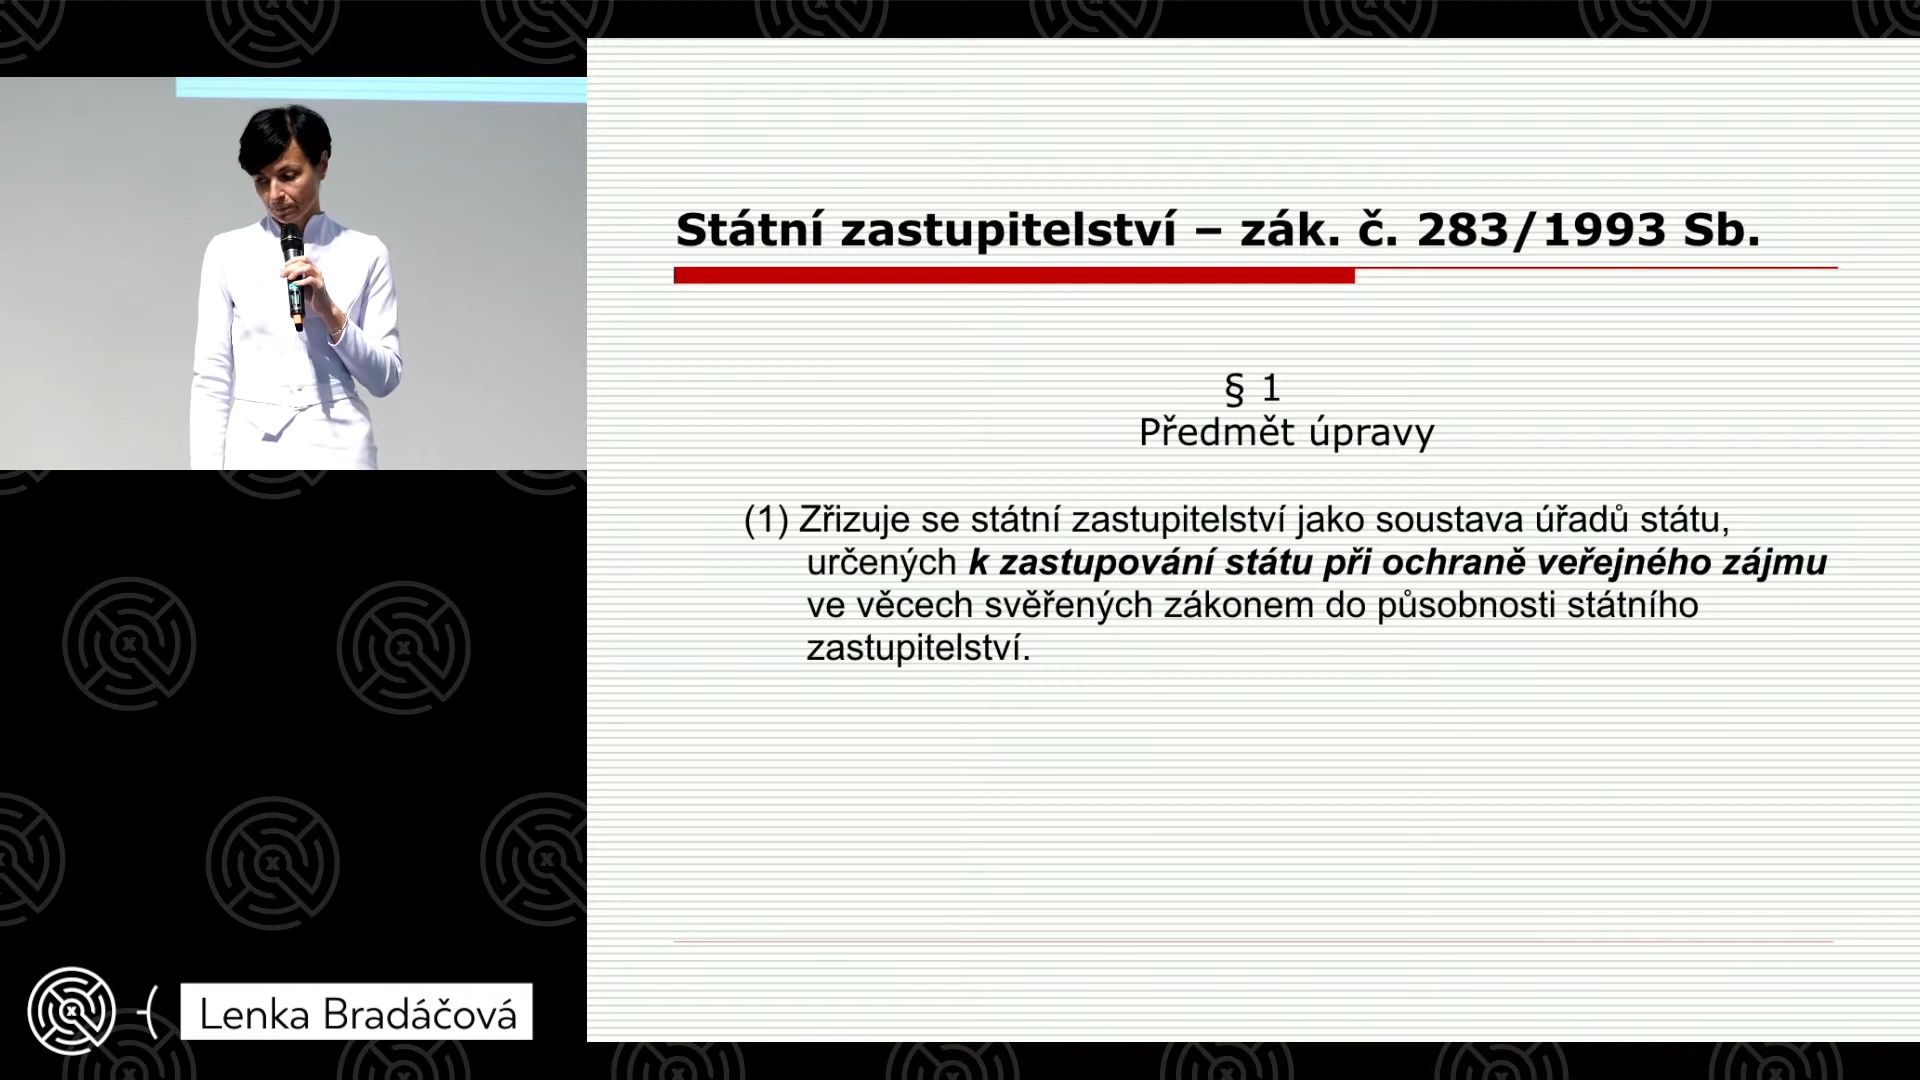 Státní zastupitelství – zák. č. 283/1993 Sb.
§ 1
Předmět úpravy
(1) Zřizuje se státní zastupitelství jako soustava úřadů státu,
určených k zastupování státu při ochraně veřejného zájmu
ve věcech svěřených zákonem do působnosti státního
zastupitelství.
Lenka Bradáčová